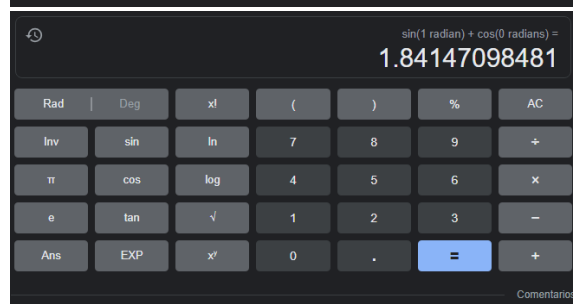 sin(1 radian) + cos(0 radians) =
1.84147098481
Rad | Deg x! ( ) % AC
Inv sin ln 7 8 9 ÷
π cos log 4 5 6 ×
e tan √ 1 2 3 −
Ans EXP xʸ 0 . = +
Comentarios